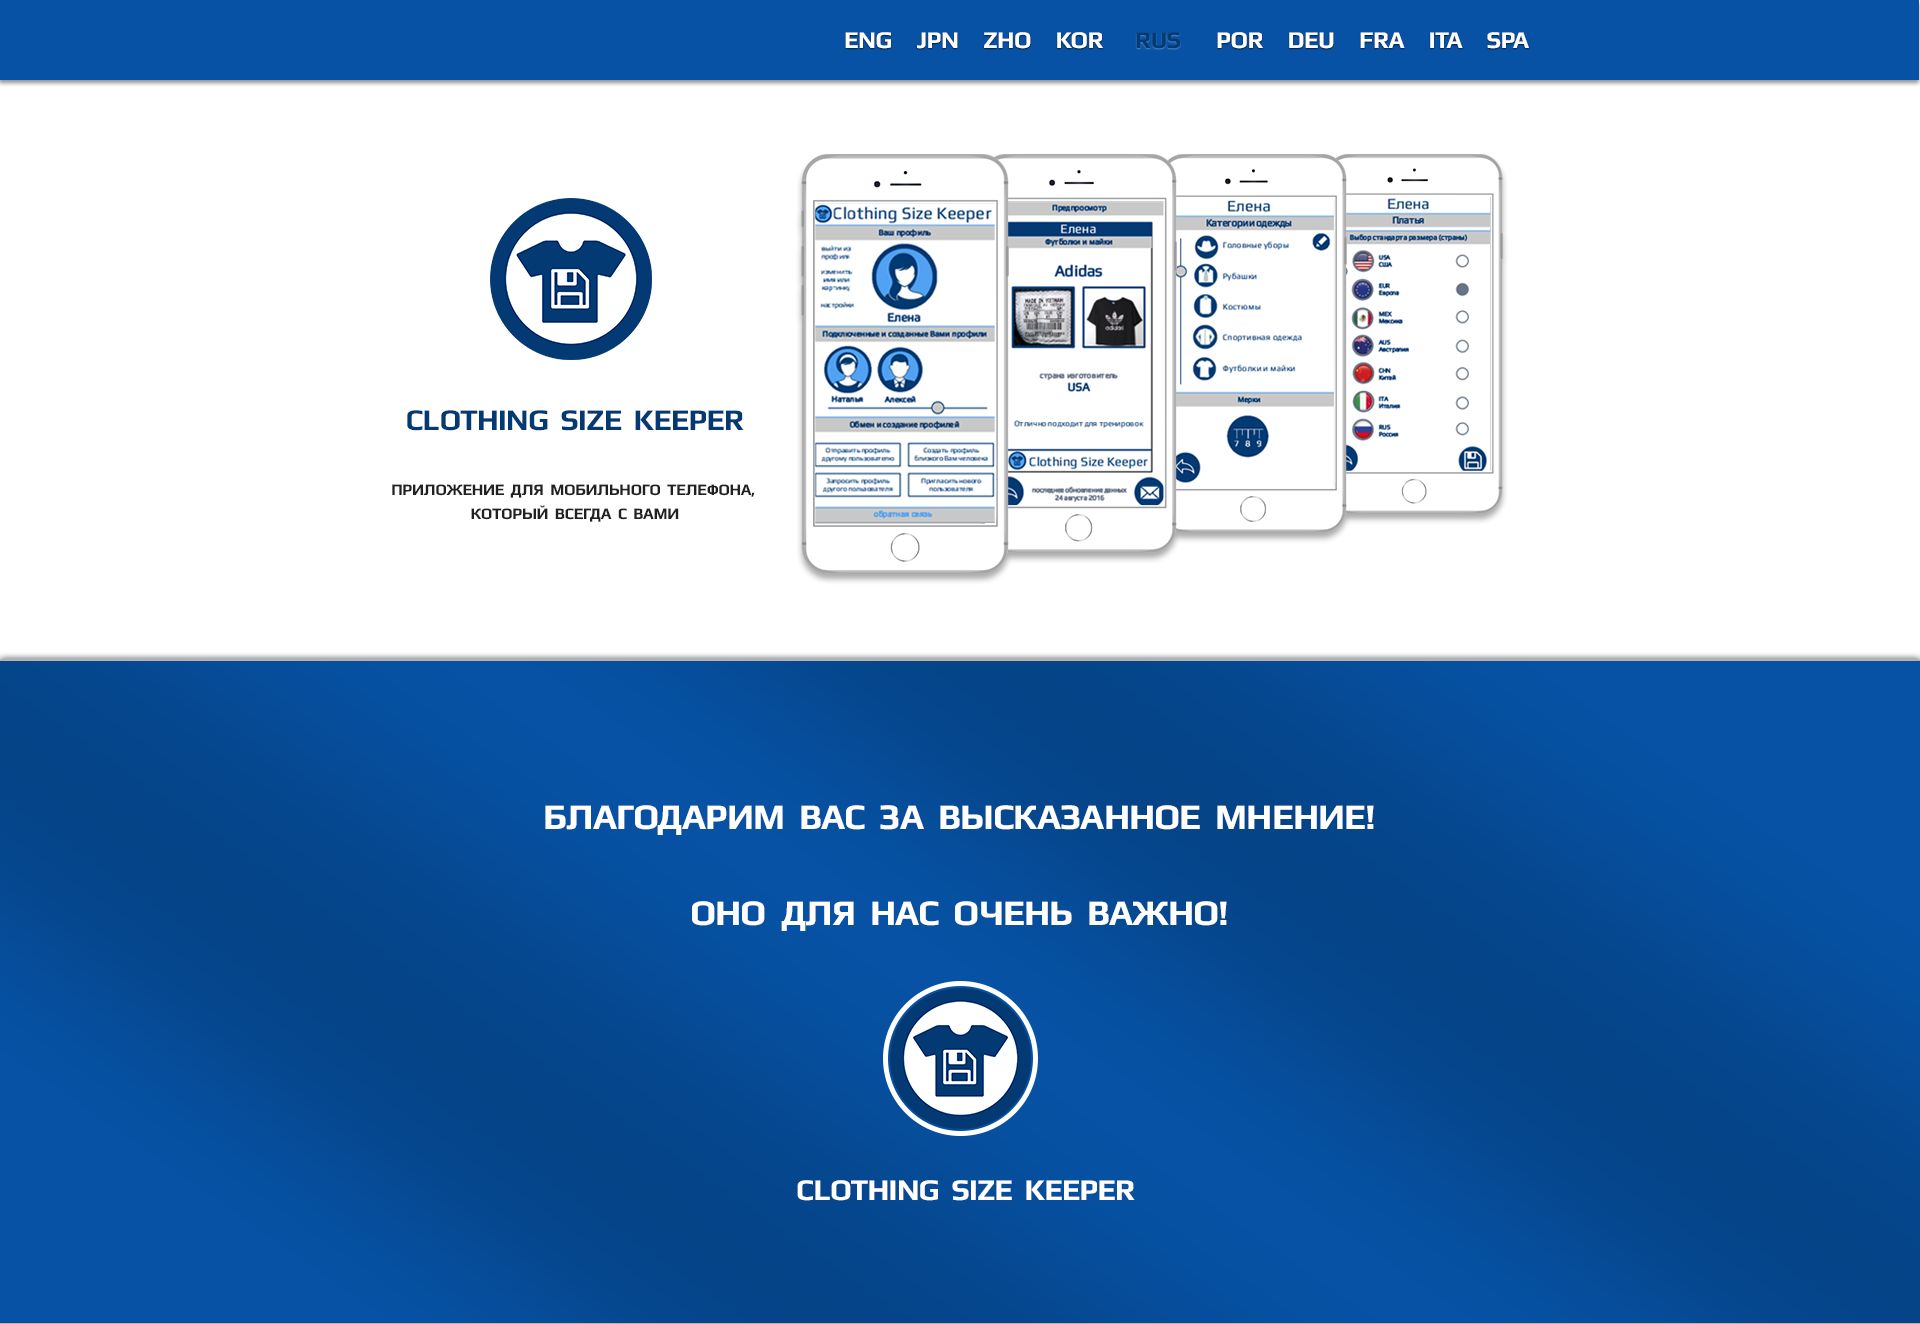 ENG JPN ZHO KOR RUS POR DEU FRA ITA SPA
CLOTHING SIZE KEEPER
ПРИЛОЖЕНИЕ ДЛЯ МОБИЛЬНОГО ТЕЛЕФОНА,
КОТОРЫЙ ВСЕГДА С ВАМИ
Clothing Size Keeper
Ваш профиль
выйти из
профиля
изменить
имя или
картинку
настройки
Елена
Подключенные и созданные Вами профили
Наталья Алексей
Обмен и создание профилей
Отправить профиль
другому пользователю
Создать профиль
близкого Вам человека
Запросить профиль
другого пользователя
Пригласить нового
пользователя
обратная связь
Предпросмотр
Елена
Футболки и майки
Adidas
MADE IN VIETNAM
adidas
страна изготовитель
USA
Отлично подходит для тренировок
Clothing Size Keeper
последнее обновление данных
24 августа 2016
Елена
Категории одежды
Головные уборы
Рубашки
Костюмы
Спортивная одежда
Футболки и майки
Мерки
7 8 9
Елена
Платья
Выбор стандарта размера (страны)
USA
США
EUR
Европа
MEX
Мексика
AUS
Австралия
CHN
Китай
ITA
Италия
RUS
Россия
БЛАГОДАРИМ ВАС ЗА ВЫСКАЗАННОЕ МНЕНИЕ!
ОНО ДЛЯ НАС ОЧЕНЬ ВАЖНО!
CLOTHING SIZE KEEPER